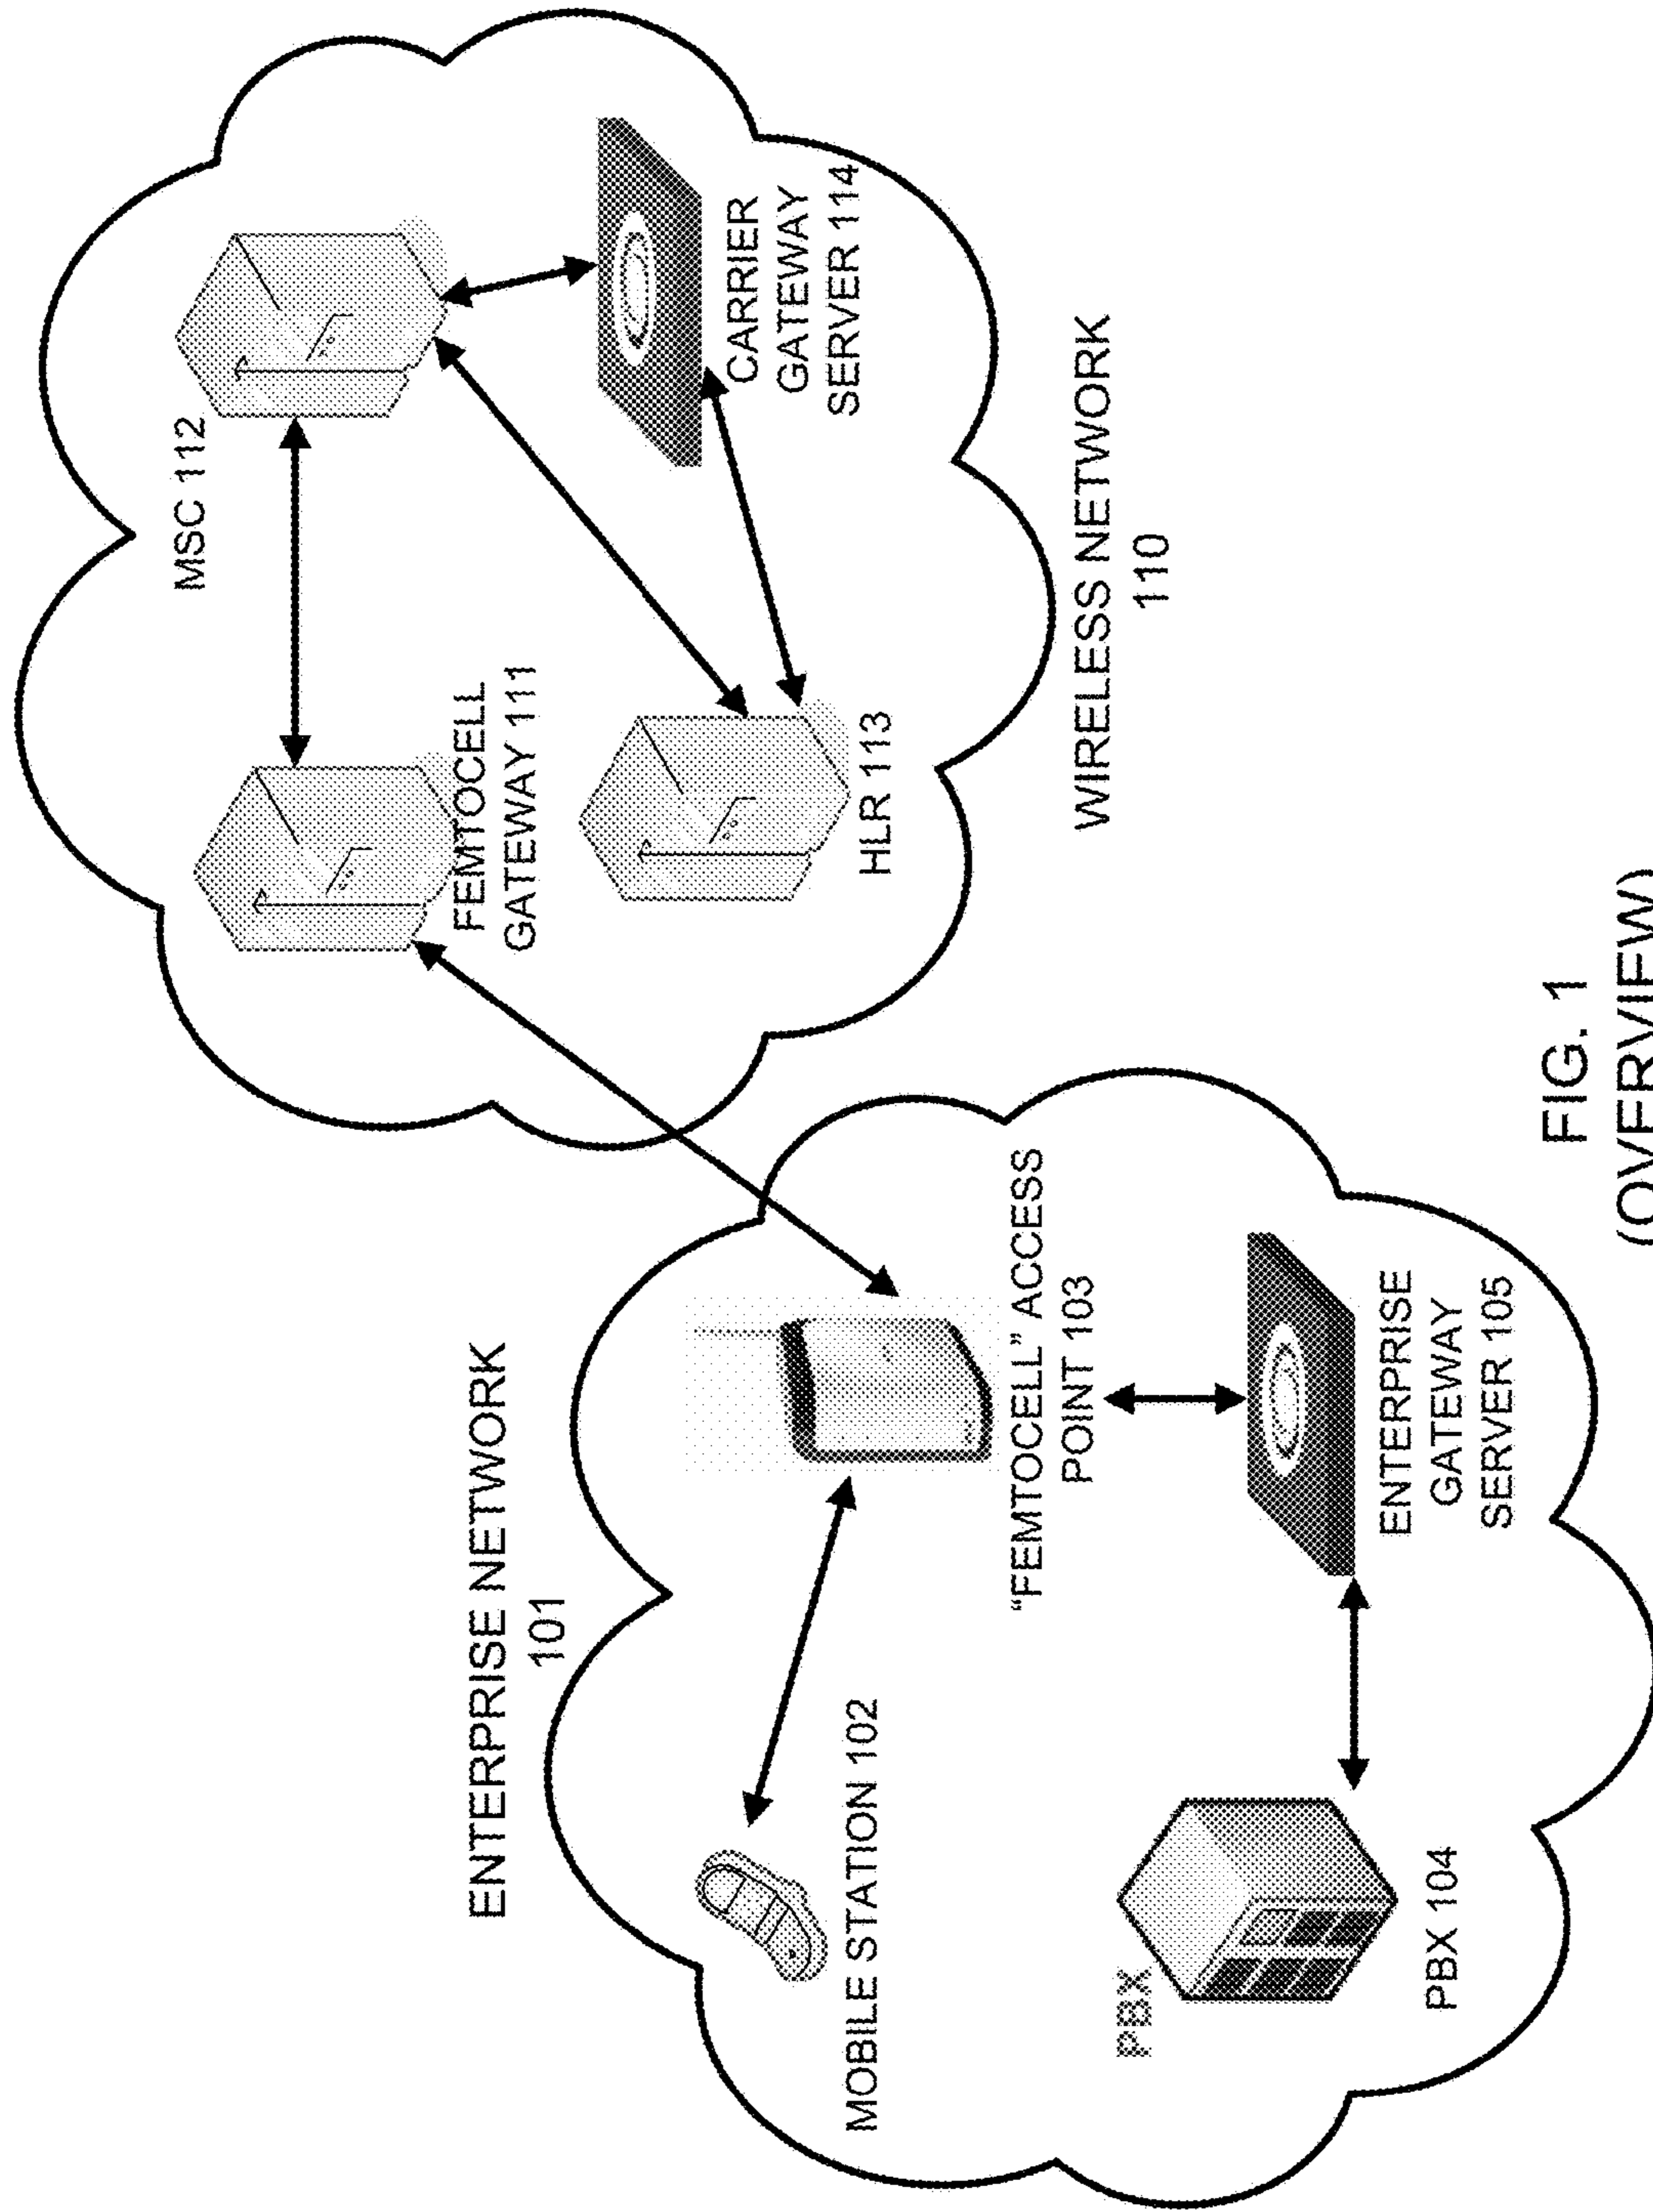 ENTERPRISE NETWORK
101
MOBILE STATION 102
"FEMTOCELL" ACCESS
POINT 103
PBX
PBX 104
ENTERPRISE
GATEWAY
SERVER 105
MSC 112
FEMTOCELL
GATEWAY 111
HLR 113
CARRIER
GATEWAY
SERVER 114
WIRELESS NETWORK
110
FIG. 1
(OVERVIEW)